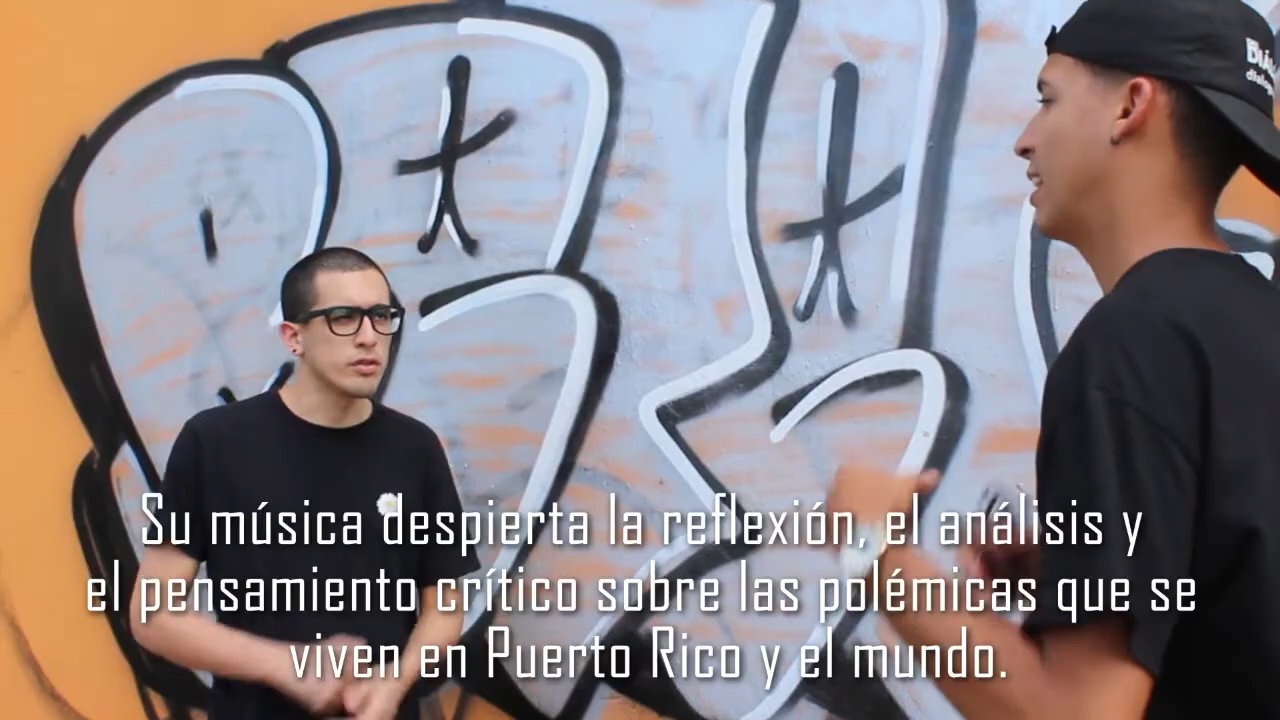 Su música despierta la reflexión, el análisis y
el pensamiento crítico sobre las polémicas que se
viven en Puerto Rico y el mundo.